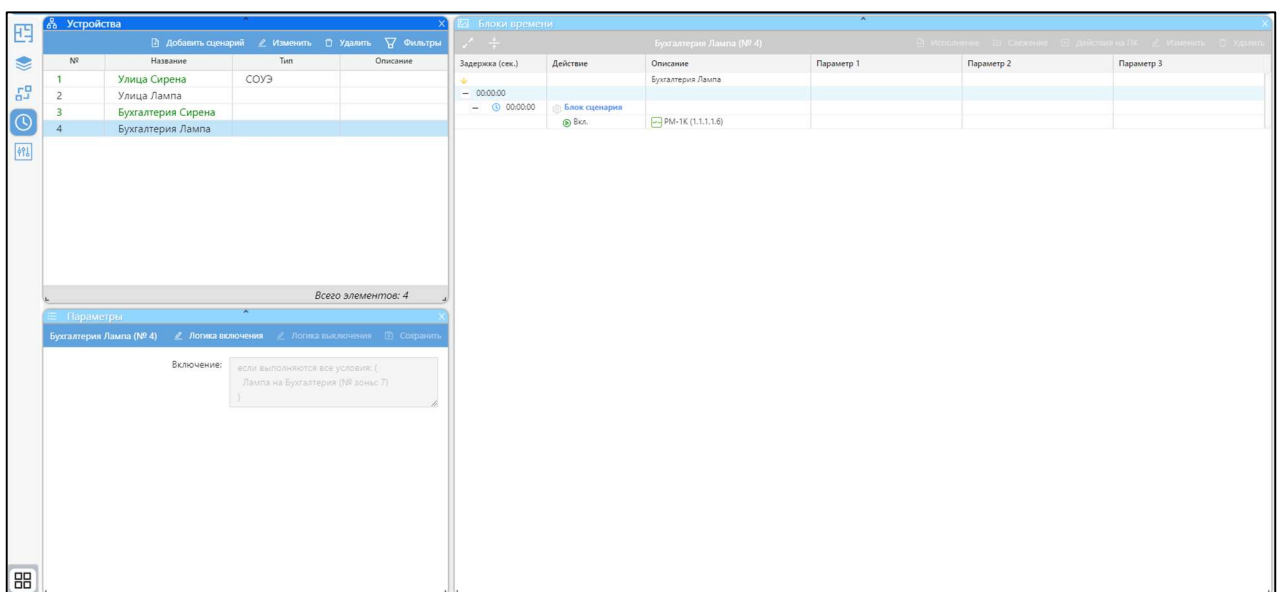 Устройства X
Добавить сценарий Изменить Удалить Фильтры
№ Название Тип Описание
1 Улица Сирена СОУЭ
2 Улица Лампа
3 Бухгалтерия Сирена
4 Бухгалтерия Лампа
Всего элементов: 4
Параметры X
Бухгалтерия Лампа (№ 4) Логика включения Логика выключения Сохранить
Включение: если выполняются все условия: (
Лампа на Бухгалтерия (№ зоны: 7)
)
Блоки времени X
Бухгалтерия Лампа (№ 4) Исполнение Слежение Действия на ПК Изменить Удалить
Задержка (сек.) Действие Описание Параметр 1 Параметр 2 Параметр 3
Бухгалтерия Лампа
00:00:00
00:00:00 Блок сценария
Вкл. РМ-1К (1.1.1.1.6)